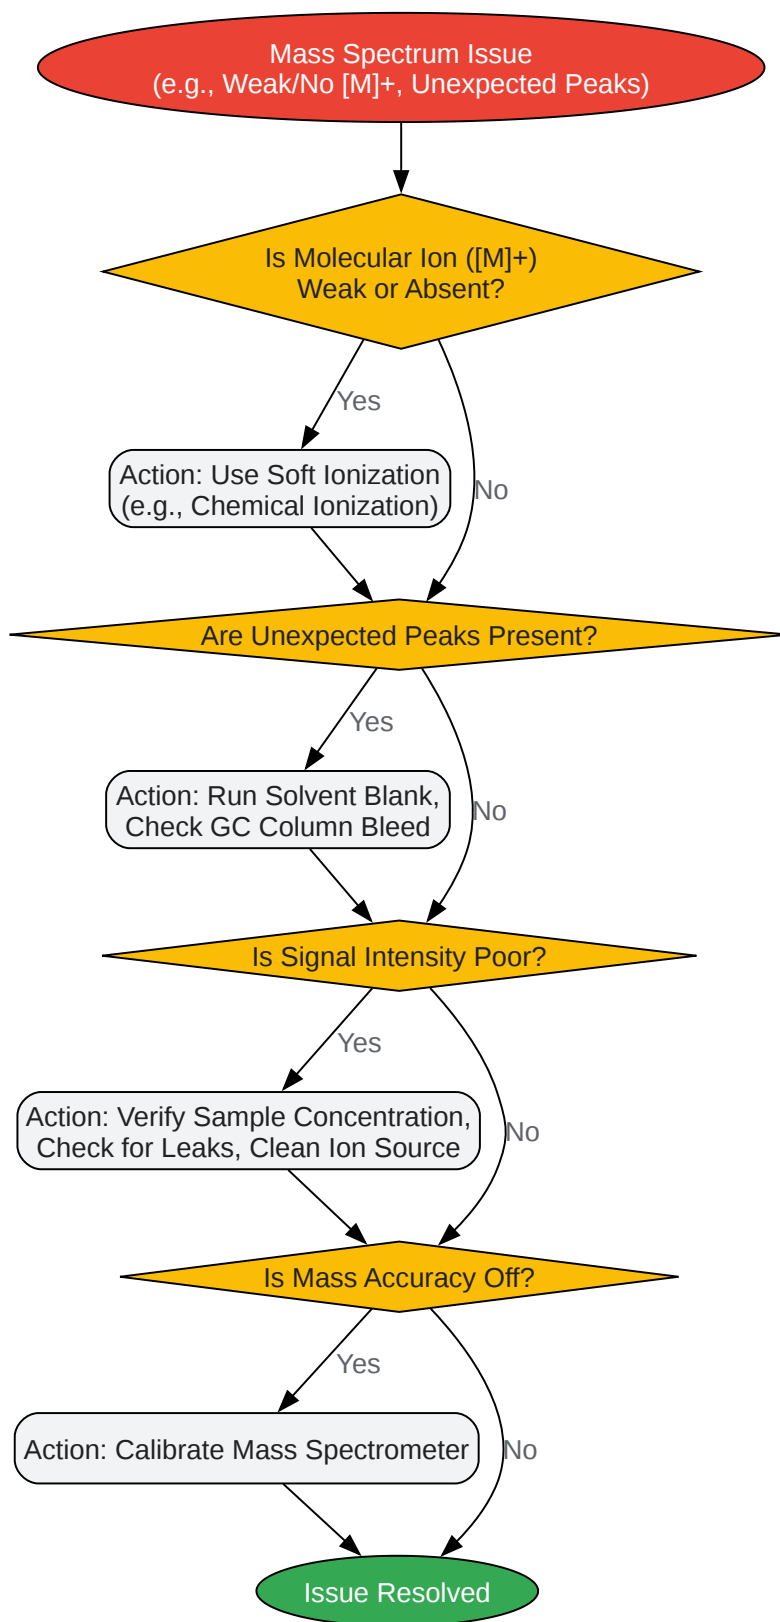 Mass Spectrum Issue
(e.g., Weak/No [M]+, Unexpected Peaks)
Is Molecular Ion ([M]+)
Weak or Absent?
Yes
Action: Use Soft Ionization
(e.g., Chemical Ionization)
No
Are Unexpected Peaks Present?
Yes
Action: Run Solvent Blank,
Check GC Column Bleed
No
Is Signal Intensity Poor?
Yes
Action: Verify Sample Concentration,
Check for Leaks, Clean Ion Source
No
Is Mass Accuracy Off?
Yes
Action: Calibrate Mass Spectrometer
No
Issue Resolved